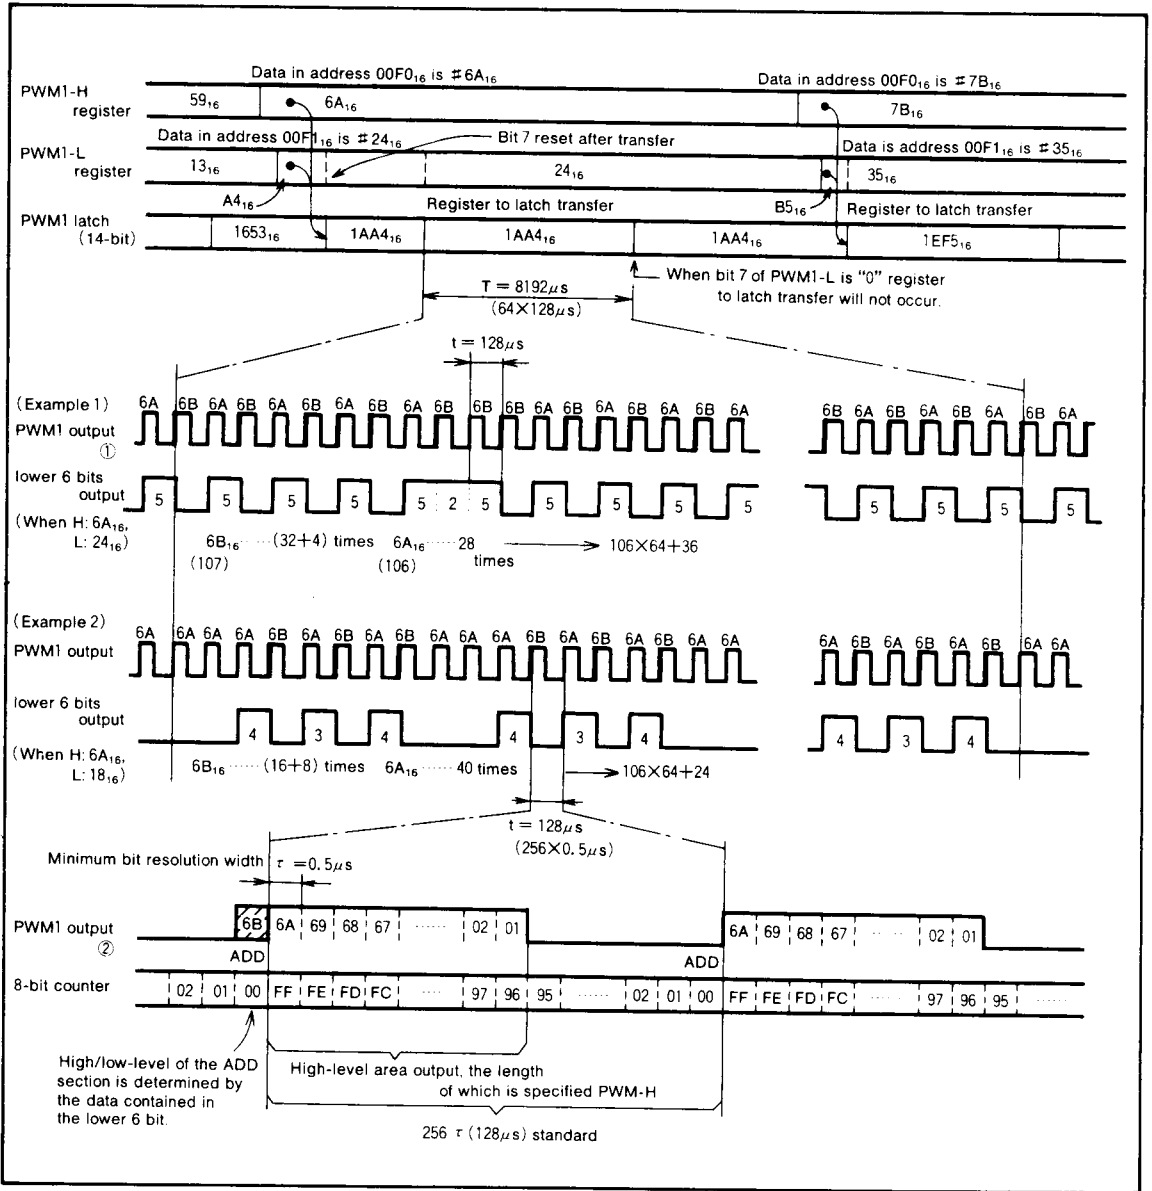 Data in address 00F0₁₆ is ♯6A₁₆
Data in address 00F0₁₆ is ♯7B₁₆
PWM1-H
register
59₁₆
6A₁₆
7B₁₆
Data in address 00F1₁₆ is ♯24₁₆
Bit 7 reset after transfer
Data is address 00F1₁₆ is ♯35₁₆
PWM1-L
register
13₁₆
24₁₆
35₁₆
A4₁₆
Register to latch transfer
B5₁₆
Register to latch transfer
PWM1 latch
(14-bit)
1653₁₆
1AA4₁₆
1AA4₁₆
1AA4₁₆
1EF5₁₆
When bit 7 of PWM1-L is "0" register
to latch transfer will not occur.
T = 8192μs
(64×128μs)
t = 128μs
(Example 1)
6A 6B 6A 6B 6A 6B 6A 6B 6A 6B 6B 6B 6A 6B 6A 6B 6A 6B 6A
6B 6A 6B 6A 6B 6A 6B 6A
PWM1 output
①
lower 6 bits
output
5 5 5 5 5 2 5 5 5 5 5
5 5 5 5
(When H: 6A₁₆,
L: 24₁₆)
6B₁₆ ······ (32+4) times 6A₁₆ ······ 28
(107) (106) times
106×64+36
(Example 2)
6A 6A 6A 6A 6B 6A 6B 6A 6B 6A 6A 6A 6B 6A 6B 6A 6B 6A 6A
6A 6B 6A 6B 6A 6B 6A 6A
PWM1 output
lower 6 bits
output
4 3 4 4 3 4
4 3 4
(When H: 6A₁₆,
L: 18₁₆)
6B₁₆ ······ (16+8) times 6A₁₆ ······ 40 times
106×64+24
t = 128μs
(256×0.5μs)
Minimum bit resolution width τ =0.5μs
PWM1 output
②
6B 6A 69 68 67 ······ 02 01
6A 69 68 67 ···· 02 01
ADD
ADD
8-bit counter
02 01 00 FF FE FD FC ···· 97 96 95 ······ 02 01 00 FF FE FD FC ······ 97 96 95 ······
High/low-level of the ADD
section is determined by
the data contained in
the lower 6 bit.
High-level area output, the length
of which is specified PWM-H
256 τ (128μs) standard